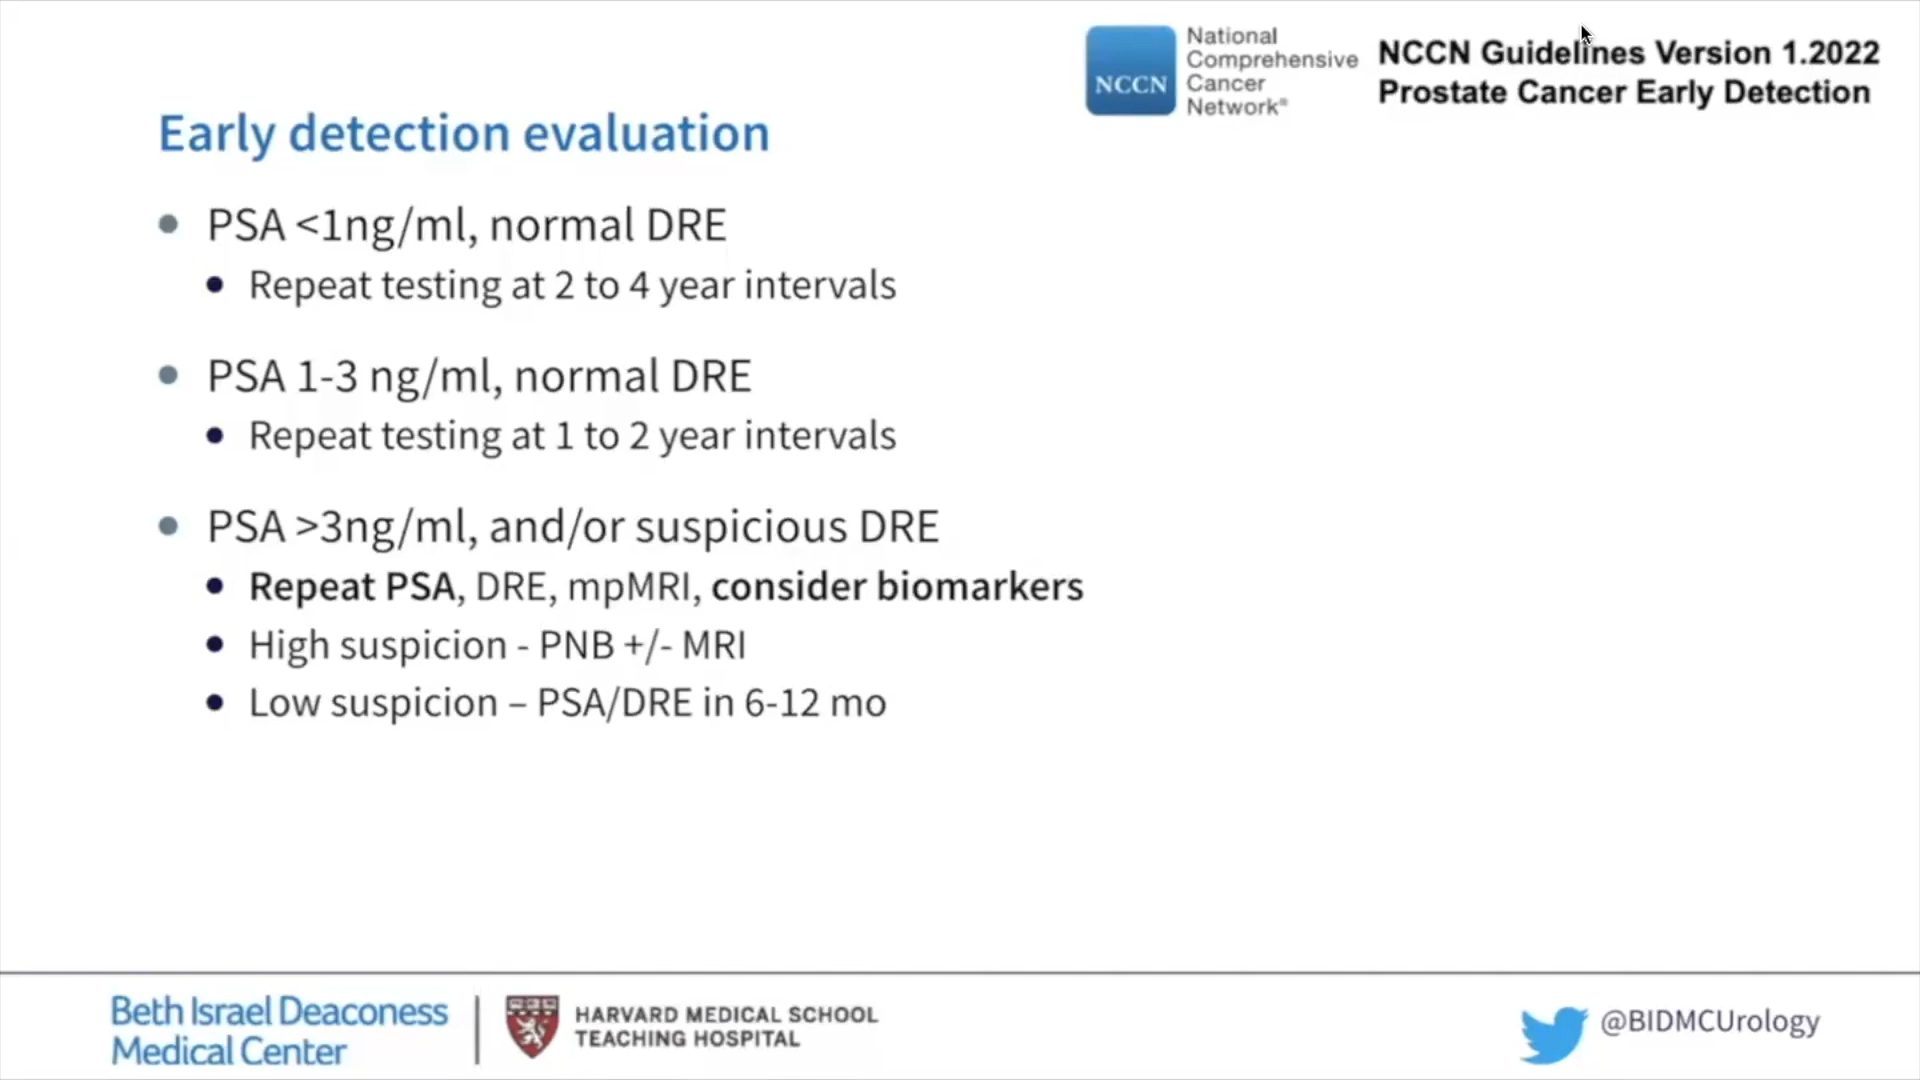 National
Comprehensive
Cancer
Network®
NCCN
NCCN Guidelines Version 1.2022
Prostate Cancer Early Detection
Early detection evaluation
PSA <1ng/ml, normal DRE
Repeat testing at 2 to 4 year intervals
PSA 1-3 ng/ml, normal DRE
Repeat testing at 1 to 2 year intervals
PSA >3ng/ml, and/or suspicious DRE
Repeat PSA, DRE, mpMRI, consider biomarkers
High suspicion - PNB +/- MRI
Low suspicion – PSA/DRE in 6-12 mo
Beth Israel Deaconess
Medical Center
HARVARD MEDICAL SCHOOL
TEACHING HOSPITAL
@BIDMCUrology